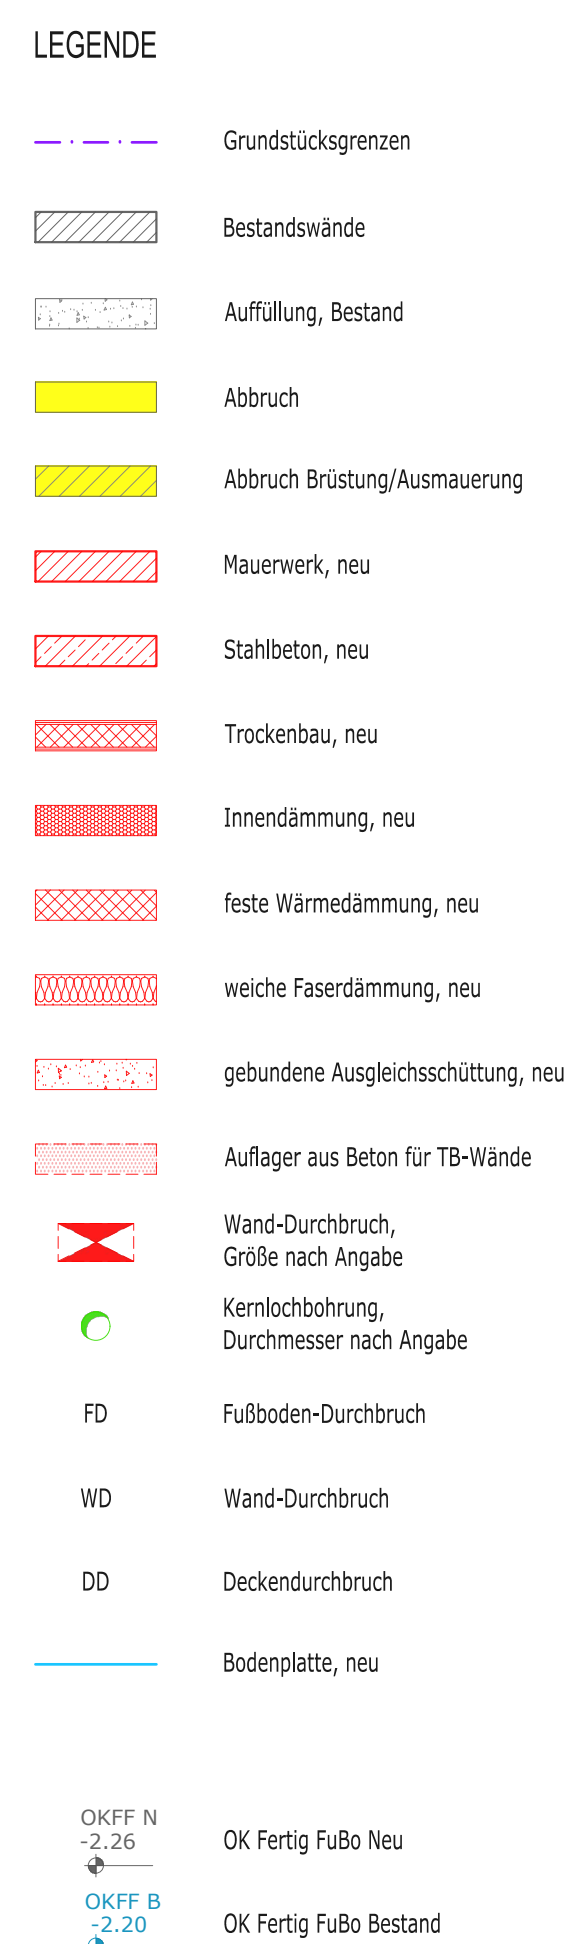 LEGENDE
Grundstücksgrenzen
Bestandswände
Auffüllung, Bestand
Abbruch
Abbruch Brüstung/Ausmauerung
Mauerwerk, neu
Stahlbeton, neu
Trockenbau, neu
Innendämmung, neu
feste Wärmedämmung, neu
weiche Faserdämmung, neu
gebundene Ausgleichsschüttung, neu
Auflager aus Beton für TB-Wände
Wand-Durchbruch,
Größe nach Angabe
Kernlochbohrung,
Durchmesser nach Angabe
FD Fußboden-Durchbruch
WD Wand-Durchbruch
DD Deckendurchbruch
Bodenplatte, neu
OKFF N
-2.26
OK Fertig FuBo Neu
OKFF B
-2.20
OK Fertig FuBo Bestand